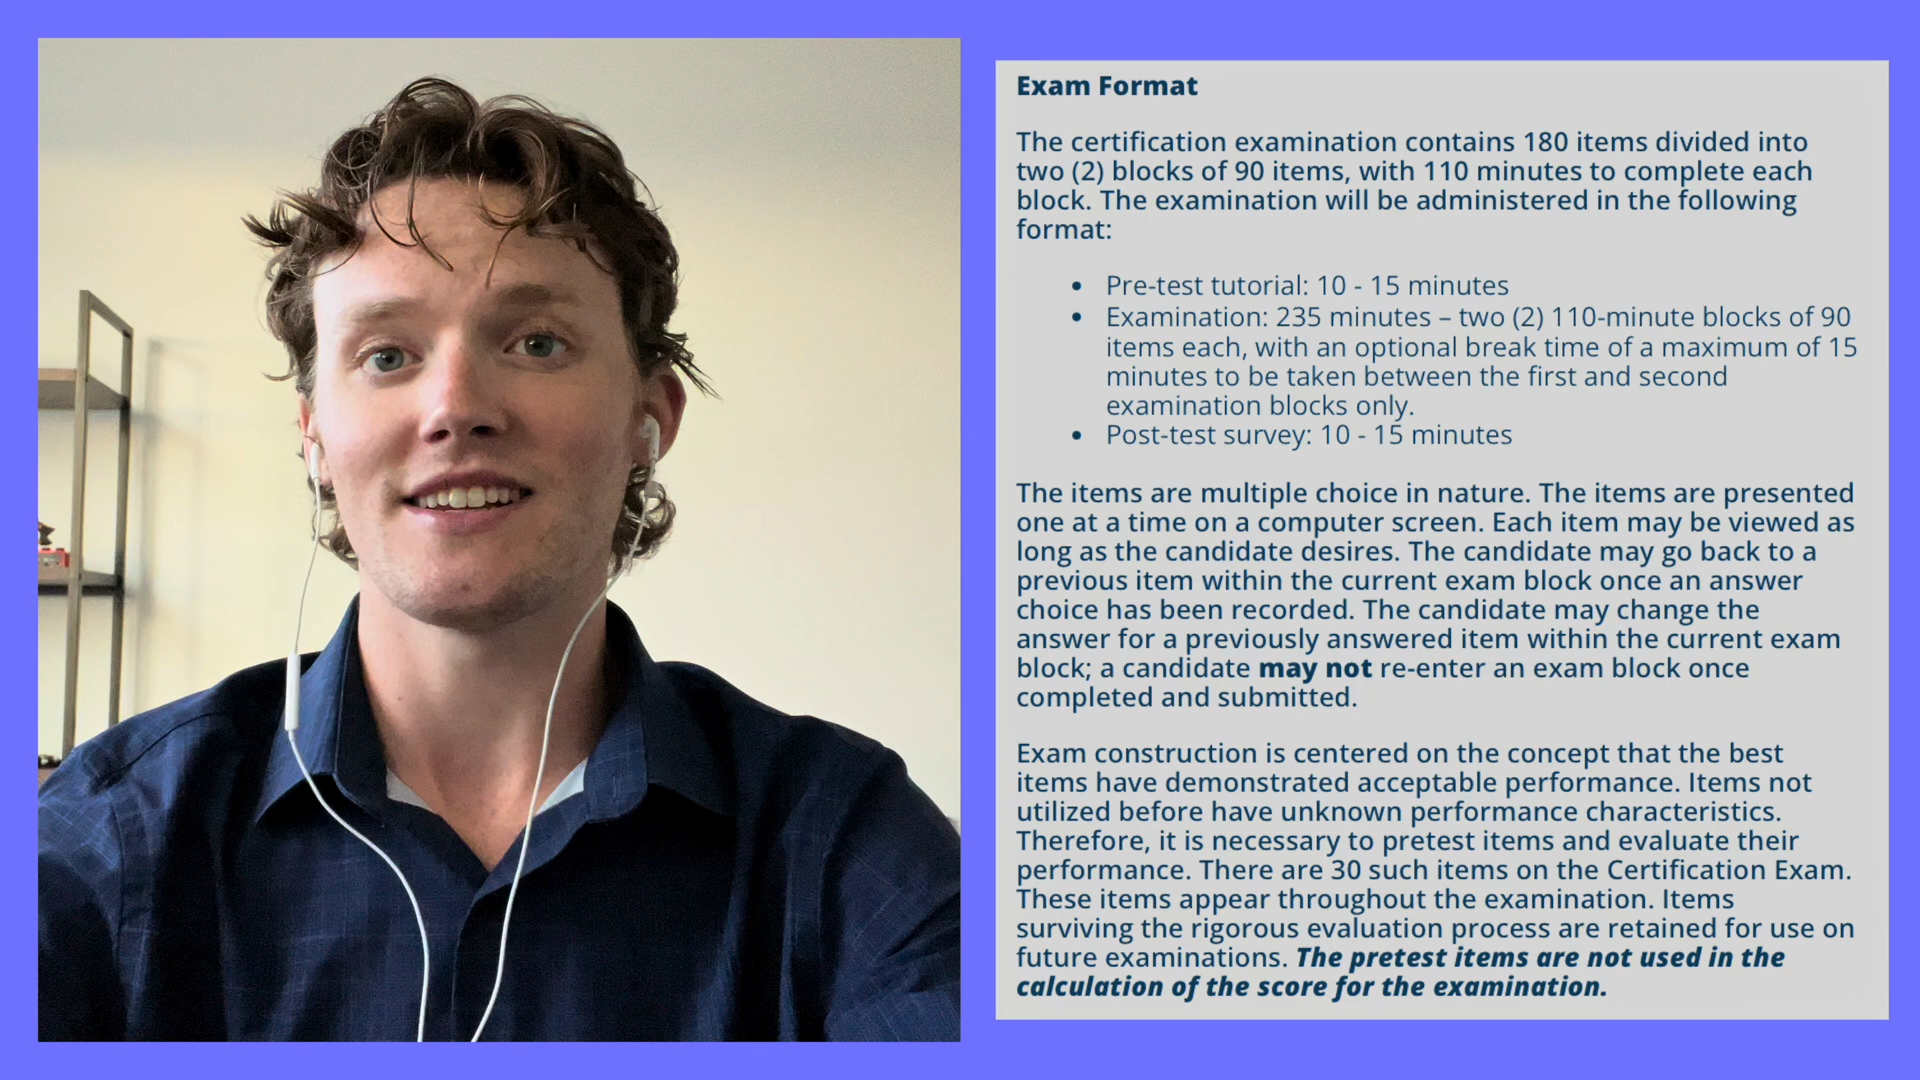 Exam Format
The certification examination contains 180 items divided into
two (2) blocks of 90 items, with 110 minutes to complete each
block. The examination will be administered in the following
format:
• Pre-test tutorial: 10 - 15 minutes
• Examination: 235 minutes – two (2) 110-minute blocks of 90
items each, with an optional break time of a maximum of 15
minutes to be taken between the first and second
examination blocks only.
• Post-test survey: 10 - 15 minutes
The items are multiple choice in nature. The items are presented
one at a time on a computer screen. Each item may be viewed as
long as the candidate desires. The candidate may go back to a
previous item within the current exam block once an answer
choice has been recorded. The candidate may change the
answer for a previously answered item within the current exam
block; a candidate may not re-enter an exam block once
completed and submitted.
Exam construction is centered on the concept that the best
items have demonstrated acceptable performance. Items not
utilized before have unknown performance characteristics.
Therefore, it is necessary to pretest items and evaluate their
performance. There are 30 such items on the Certification Exam.
These items appear throughout the examination. Items
surviving the rigorous evaluation process are retained for use on
future examinations. The pretest items are not used in the
calculation of the score for the examination.